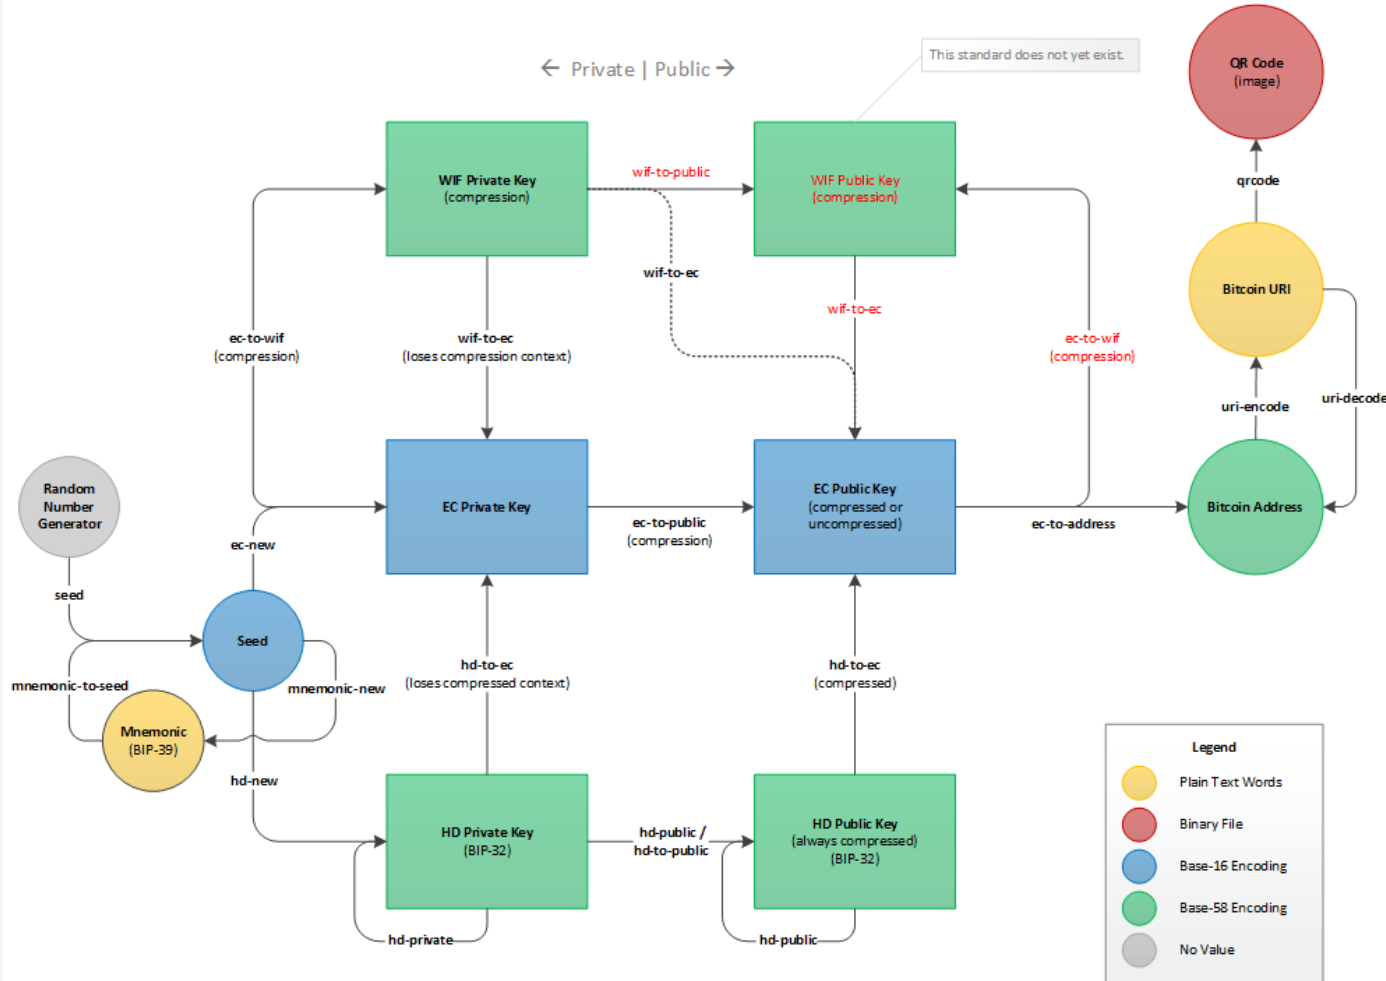 ← Private | Public →
This standard does not yet exist.
QR Code
(image)
qrcode
WIF Private Key
(compression)
wif-to-public
WIF Public Key
(compression)
Bitcoin URI
wif-to-ec
wif-to-ec
ec-to-wif
(compression)
wif-to-ec
(loses compression context)
ec-to-wif
(compression)
uri-encode
uri-decode
Random
Number
Generator
EC Private Key
ec-to-public
(compression)
EC Public Key
(compressed or
uncompressed)
ec-to-address
Bitcoin Address
ec-new
seed
Seed
mnemonic-to-seed
mnemonic-new
Mnemonic
(BIP-39)
hd-new
hd-to-ec
(loses compressed context)
hd-to-ec
(compressed)
HD Private Key
(BIP-32)
hd-public /
hd-to-public
HD Public Key
(always compressed)
(BIP-32)
hd-private
hd-public
Legend
Plain Text Words
Binary File
Base-16 Encoding
Base-58 Encoding
No Value